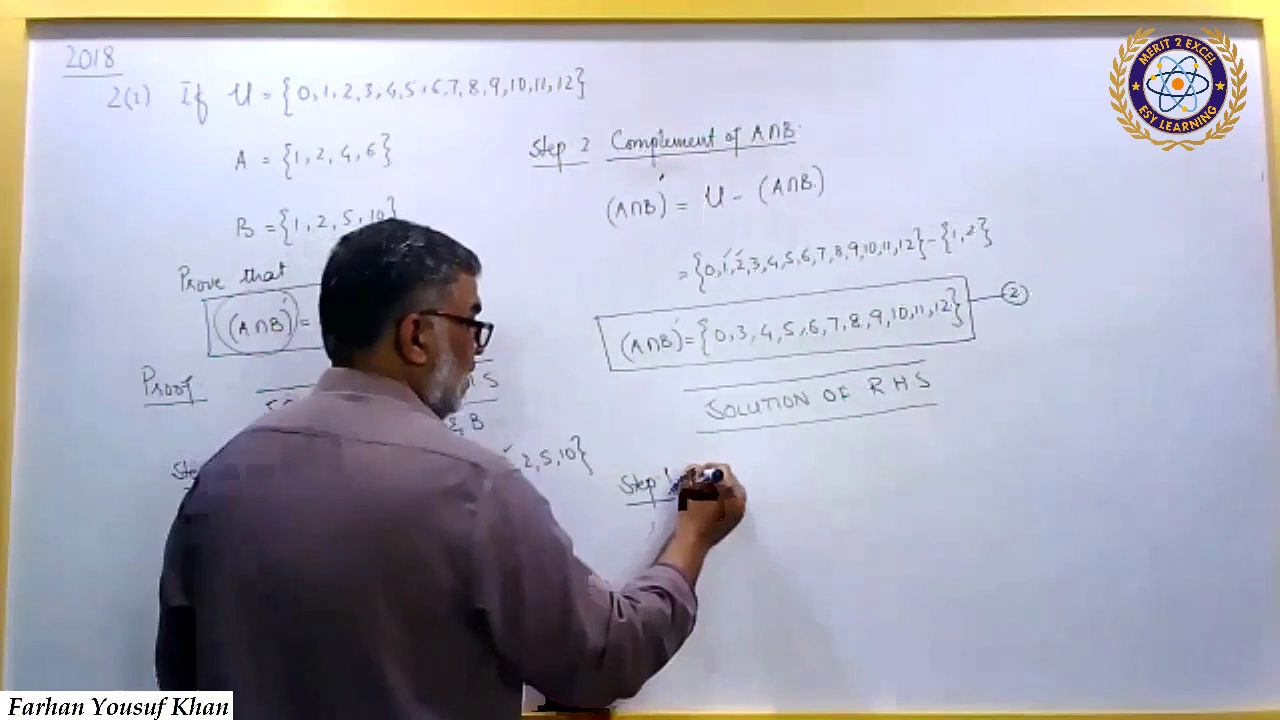 2018
2(i) If U = {0,1,2,3,4,5,6,7,8,9,10,11,12}
A = {1,2,4,6}
B = {1,2,5,10}
Prove that
(A∩B)′ =
Proof
& B
2,5,10}
Step 2 Complement of A∩B:
(A∩B)′ = U - (A∩B)
= {0,1,2,3,4,5,6,7,8,9,10,11,12} - {1,2}
(A∩B)′ = {0,3,4,5,6,7,8,9,10,11,12} — 2
SOLUTION OF RHS
Step 1
MERIT 2 EXCEL
ESY LEARNING
Farhan Yousuf Khan